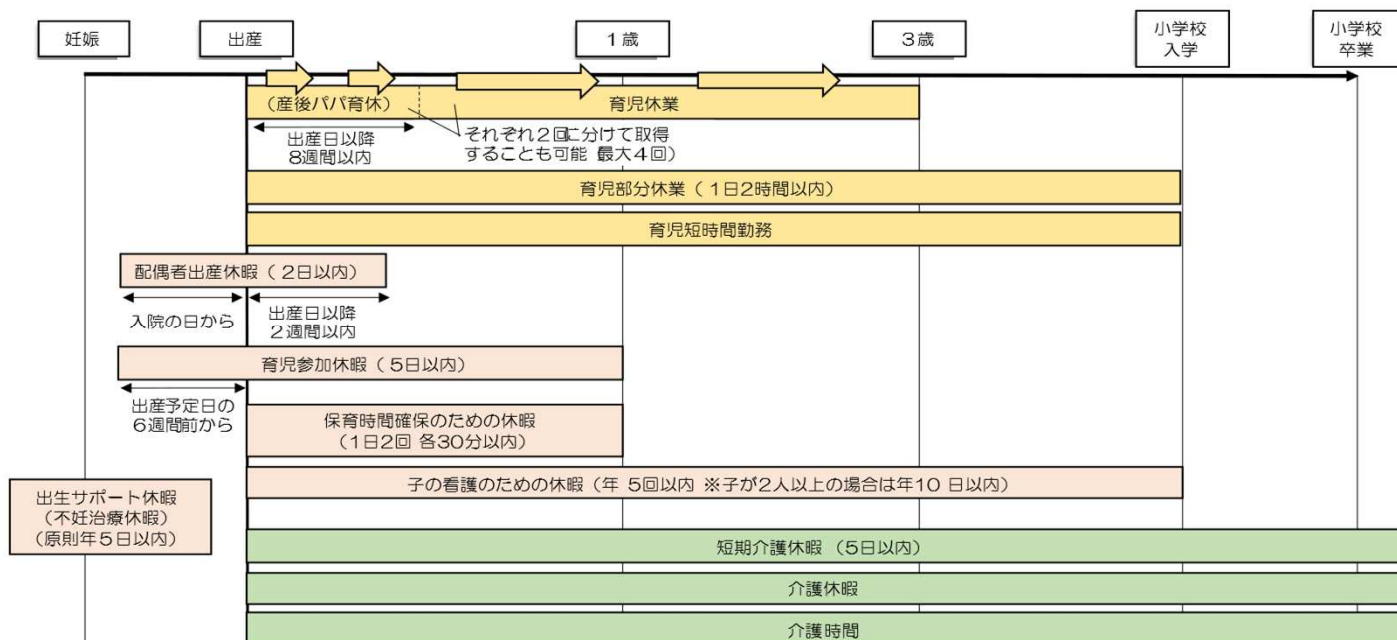 妊娠
出産
1歳
3歳
小学校
入学
小学校
卒業
(産後パパ育休)
育児休業
出産日以降
8週間以内
それぞれ2回に分けて取得
することも可能 最大4回)
育児部分休業(1日2時間以内)
育児短時間勤務
配偶者出産休暇(2日以内)
入院の日から
出産日以降
2週間以内
育児参加休暇(5日以内)
出産予定日の
6週間前から
保育時間確保のための休暇
(1日2回 各30分以内)
子の看護のための休暇(年 5回以内 ※子が2人以上の場合は年10 日以内)
出生サポート休暇
(不妊治療休暇)
(原則年5日以内)
短期介護休暇 (5日以内)
介護休暇
介護時間